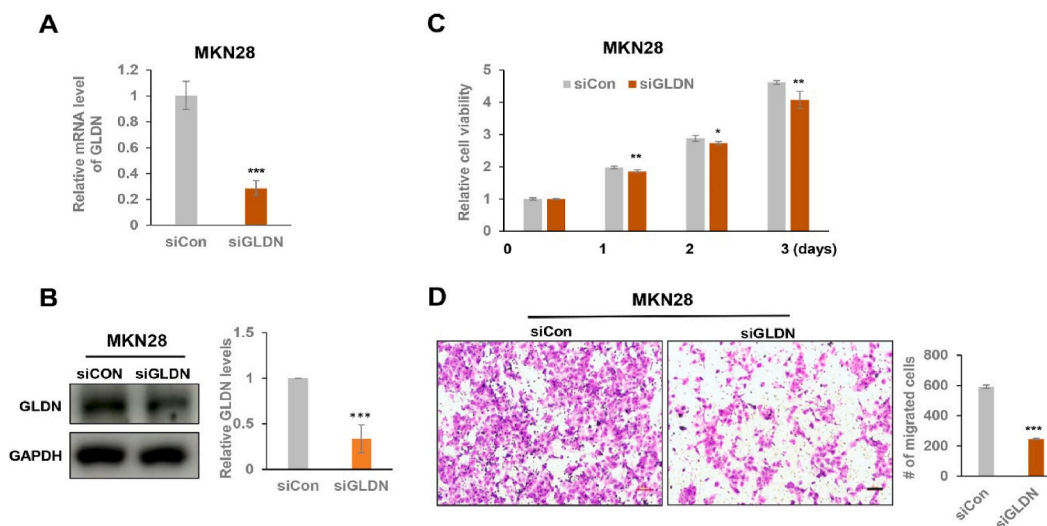 A
MKN28
Relative mRNA level
of GLDN
1.2
1
0.8
0.6
0.4
0.2
0
***
siCon
siGLDN
B
MKN28
siCON
siGLDN
GLDN
GAPDH
Relative GLDN levels
1.5
1
0.5
0
***
siCon
siGLDN
C
MKN28
siCon
siGLDN
Relative cell viability
5
4
3
2
1
0
**
*
**
0
1
2
3 (days)
D
MKN28
siCon
siGLDN
# of migrated cells
800
600
400
200
0
***
siCon
siGLDN